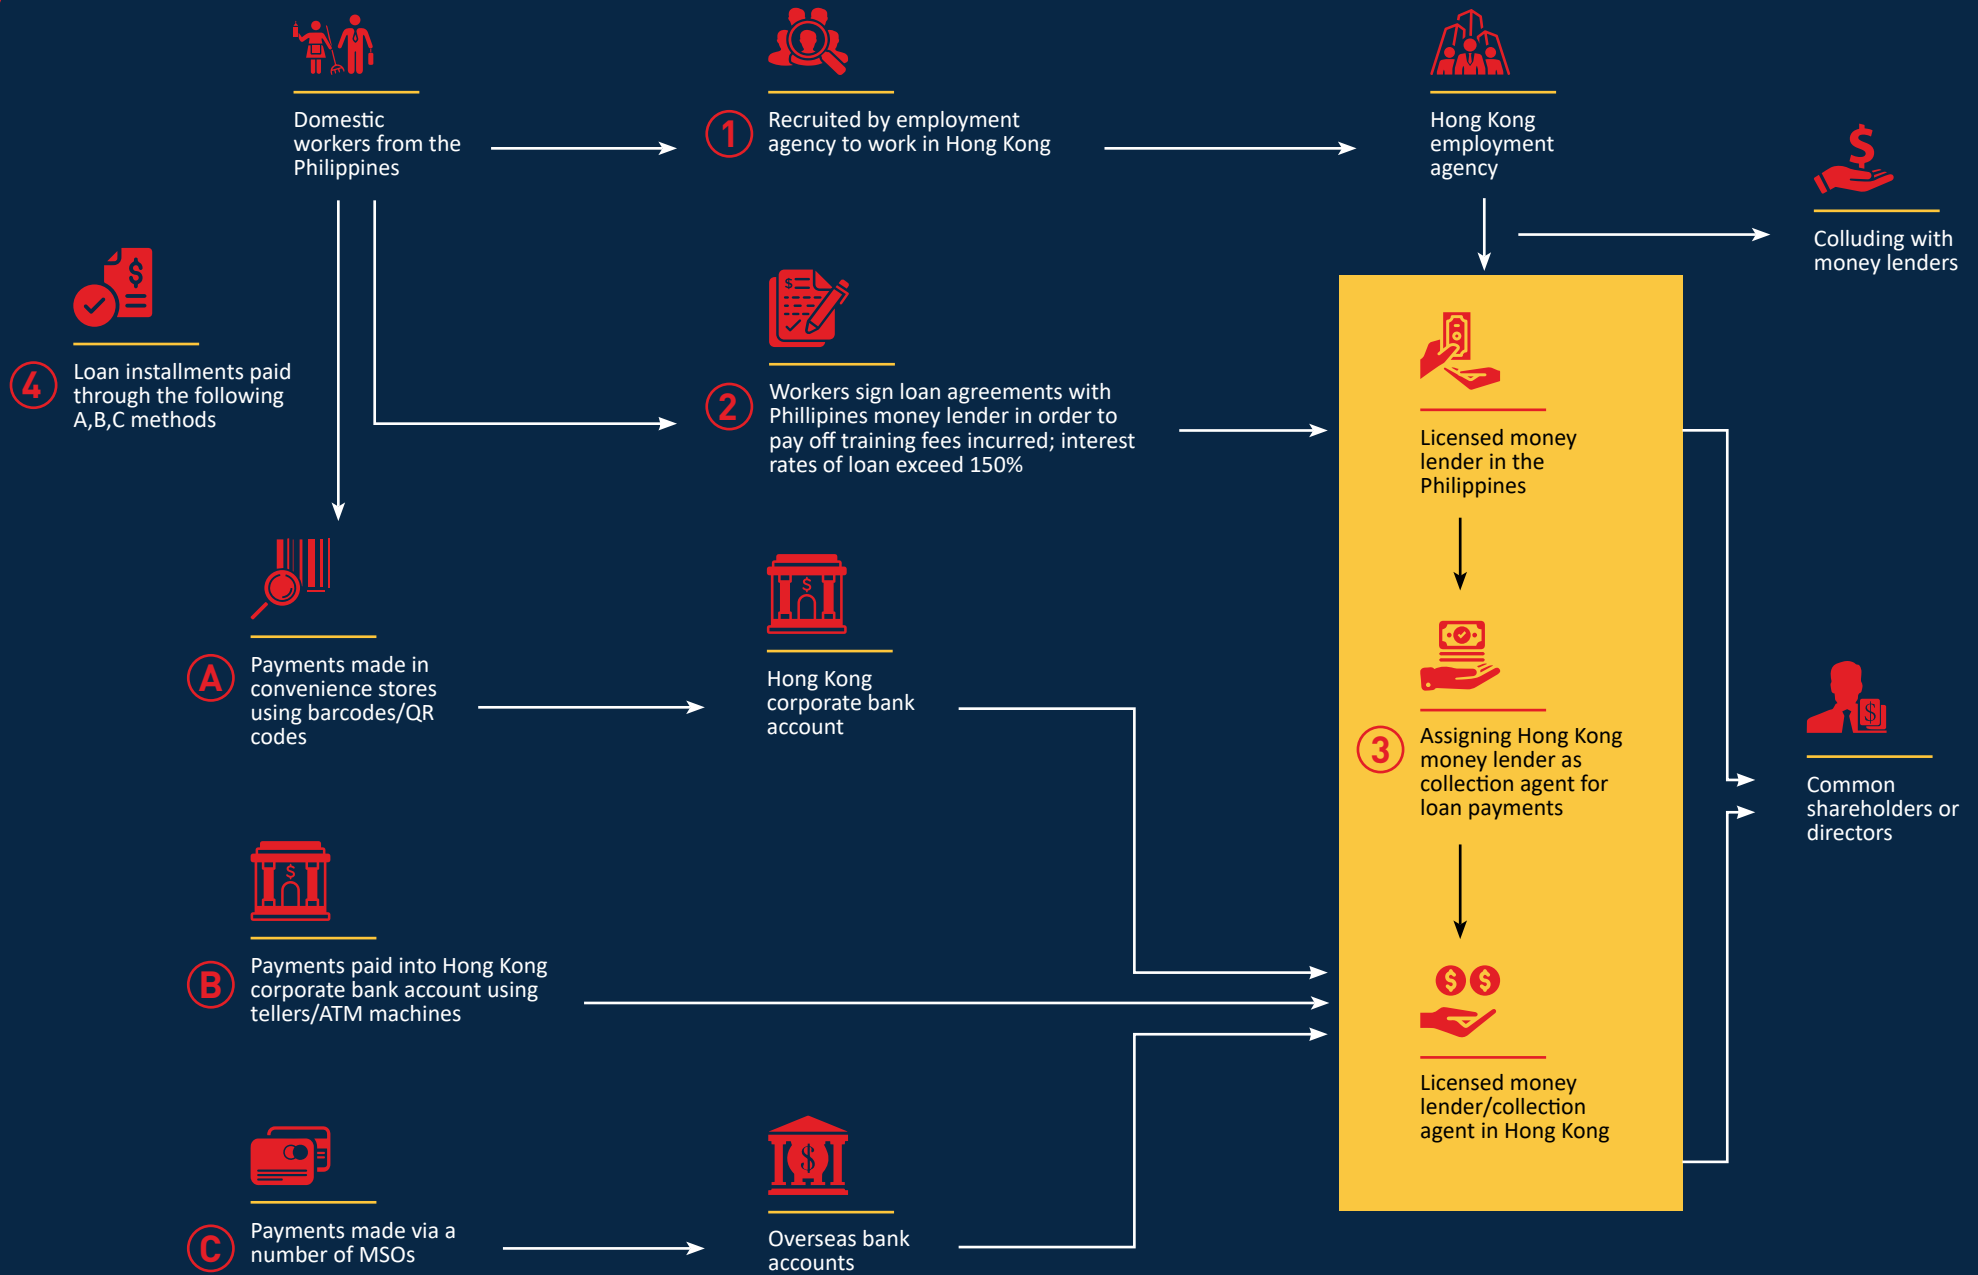 Domestic
workers from the
Philippines
1
Recruited by employment
agency to work in Hong Kong
Hong Kong
employment
agency
$
Colluding with
money lenders
$
4
Loan installments paid
through the following
A,B,C methods
$
2
Workers sign loan agreements with
Phillipines money lender in order to
pay off training fees incurred; interest
rates of loan exceed 150%
Licensed money
lender in the
Philippines
A
Payments made in
convenience stores
using barcodes/QR
codes
$
Hong Kong
corporate bank
account
3
Assigning Hong Kong
money lender as
collection agent for
loan payments
$
Common
shareholders or
directors
$
B
Payments paid into Hong Kong
corporate bank account using
tellers/ATM machines
$ $
Licensed money
lender/collection
agent in Hong Kong
C
Payments made via a
number of MSOs
$
Overseas bank
accounts